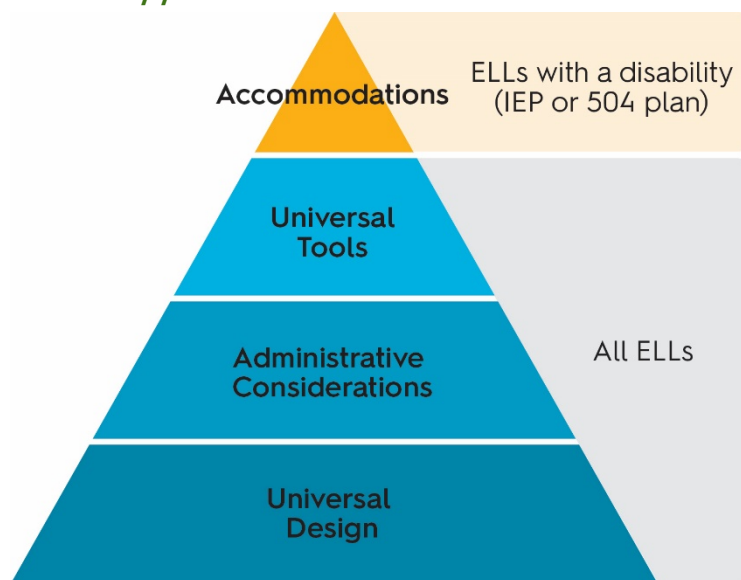 Accommodations
ELLs with a disability
(IEP or 504 plan)
Universal
Tools
Administrative
Considerations
All ELLs
Universal
Design